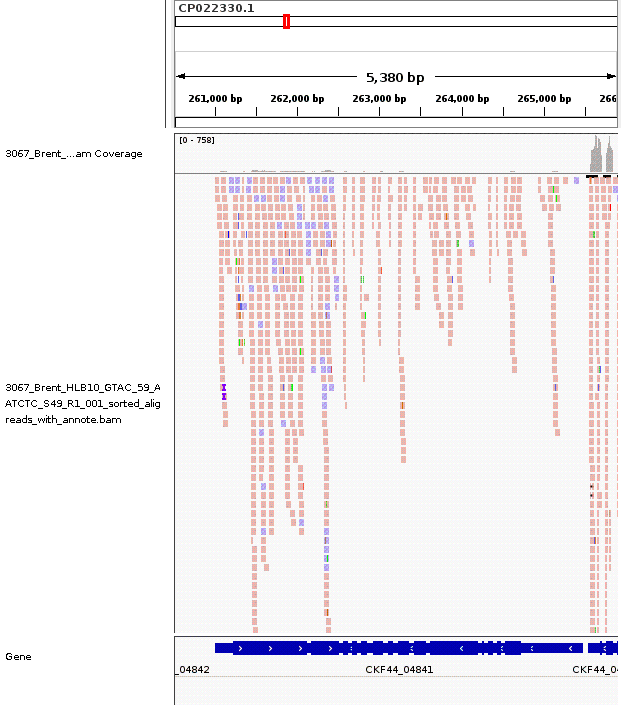 CP022330.1
5,380 bp
261,000 bp 262,000 bp 263,000 bp 264,000 bp 265,000 bp 266
[0 - 758]
3067_Brent_...am Coverage
3067_Brent_HLB10_GTAC_59_A
ATCTC_S49_R1_001_sorted_alig
reads_with_annote.bam
Gene
_04842 CKF44_04841 CKF44_04